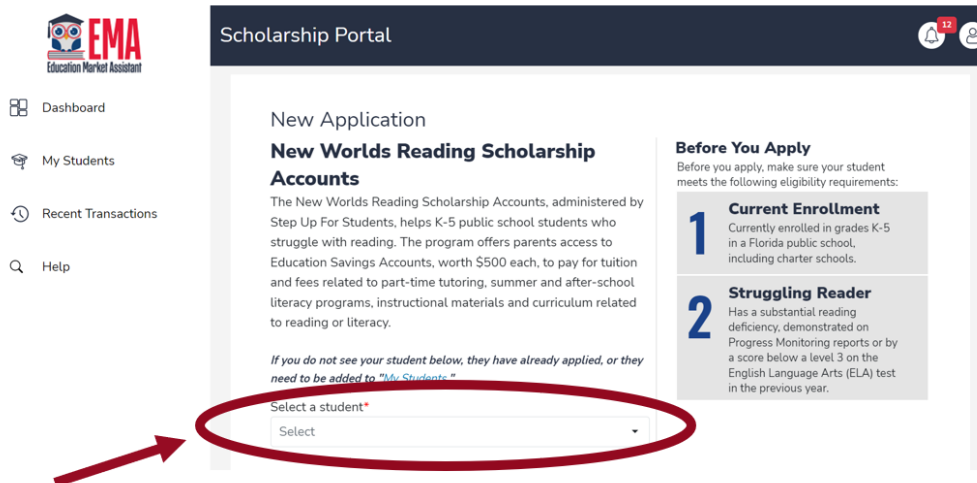 EMA
Education Market Assistant
Dashboard
My Students
Recent Transactions
Help
Scholarship Portal
12
New Application
New Worlds Reading Scholarship
Accounts
The New Worlds Reading Scholarship Accounts, administered by
Step Up For Students, helps K-5 public school students who
struggle with reading. The program offers parents access to
Education Savings Accounts, worth $500 each, to pay for tuition
and fees related to part-time tutoring, summer and after-school
literacy programs, instructional materials and curriculum related
to reading or literacy.
If you do not see your student below, they have already applied, or they
need to be added to "My Students."
Select a student*
Select
Before You Apply
Before you apply, make sure your student
meets the following eligibility requirements:
1
Current Enrollment
Currently enrolled in grades K-5
in a Florida public school,
including charter schools.
2
Struggling Reader
Has a substantial reading
deficiency, demonstrated on
Progress Monitoring reports or by
a score below a level 3 on the
English Language Arts (ELA) test
in the previous year.